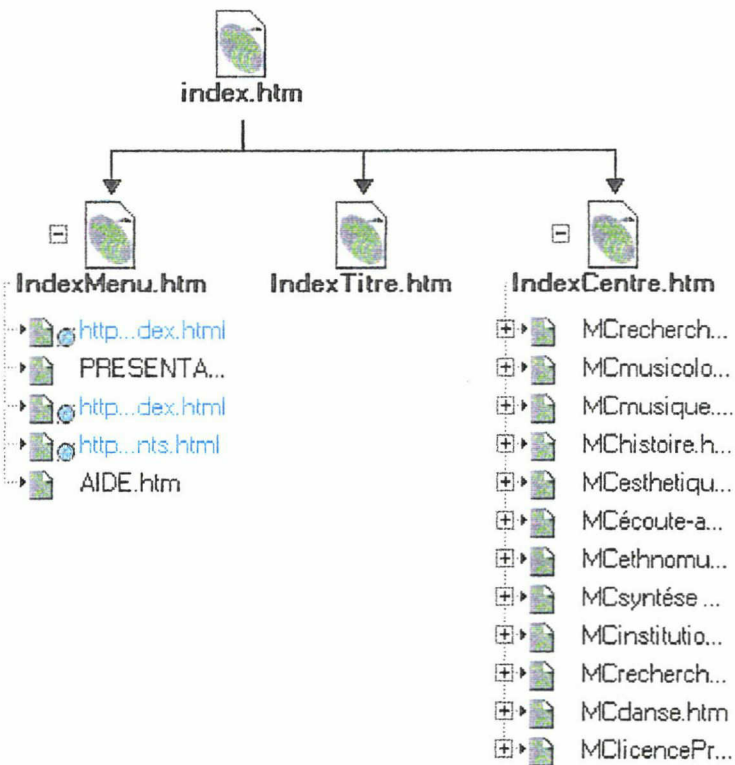 index.htm
IndexMenu.htm
IndexTitre.htm
IndexCentre.htm
http...dex.html
PRESENTA...
http...dex.html
http...nts.html
AIDE.htm
MCrecherch...
MCmusicolo...
MCmusique....
MChistoire.h...
MCesthetiqu...
MCécoute-a...
MCethnomu...
MCsyntése ...
MCinstitutio...
MCrecherch...
MCdanse.htm
MClicencePr...